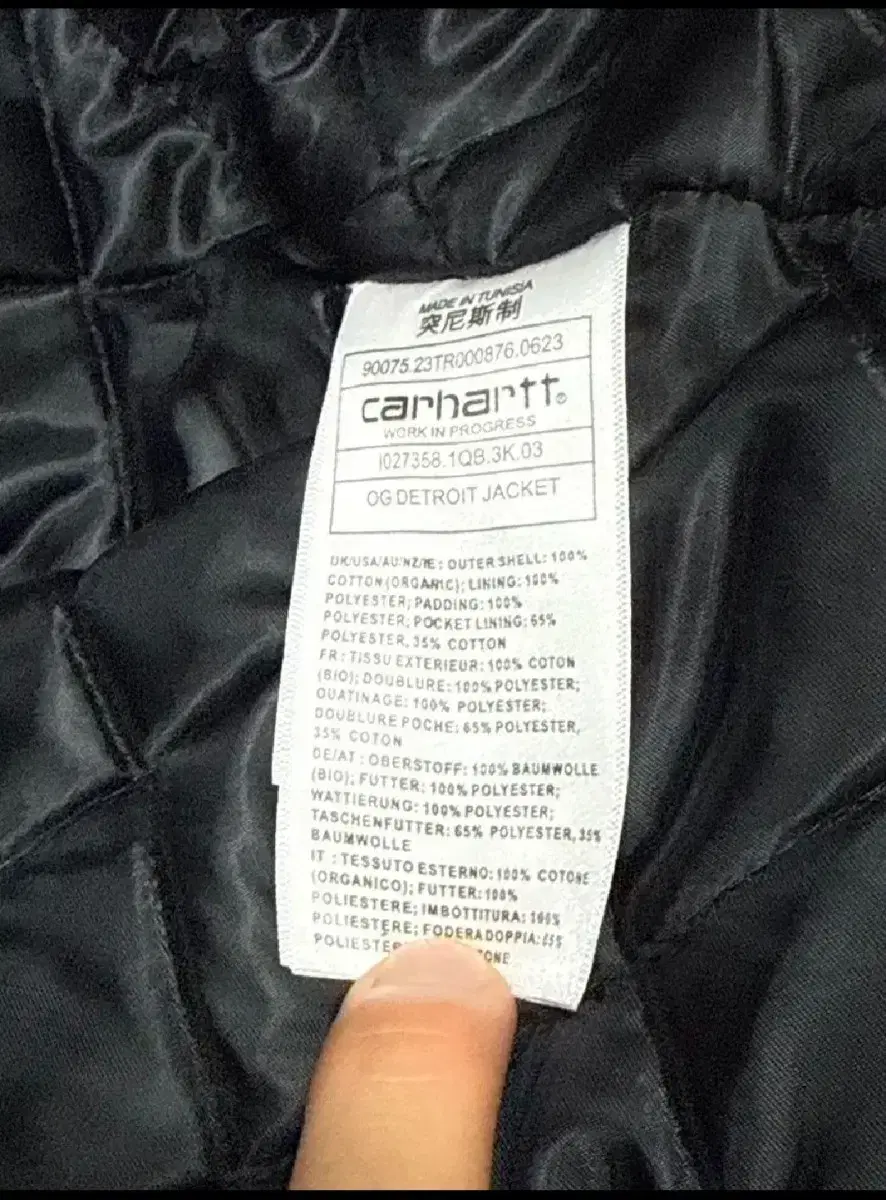 MADE IN TUNISIA
突尼斯制
90075.23TR000876.0623
carhartt®
WORK IN PROGRESS
I027358.1QB.3K.03
OG DETROIT JACKET
UK/USA/AU/NZ/IE: OUTER SHELL: 100%
COTTON (ORGANIC); LINING: 100%
POLYESTER; PADDING: 100%
POLYESTER; POCKET LINING: 65%
POLYESTER, 35% COTTON
FR: TISSU EXTERIEUR: 100% COTON
(BIO); DOUBLURE: 100% POLYESTER;
OUATINAGE: 100% POLYESTER;
DOUBLURE POCHE: 65% POLYESTER,
35% COTON
DE/AT: OBERSTOFF: 100% BAUMWOLLE
(BIO); FUTTER: 100% POLYESTER;
WATTIERUNG: 100% POLYESTER;
TASCHENFUTTER: 65% POLYESTER, 35%
BAUMWOLLE
IT: TESSUTO ESTERNO: 100% COTONE
(ORGANICO); FUTTER: 100%
POLIESTERE; IMBOTTITURA: 100%
POLIESTERE; FODERA DOPPIA: 65%